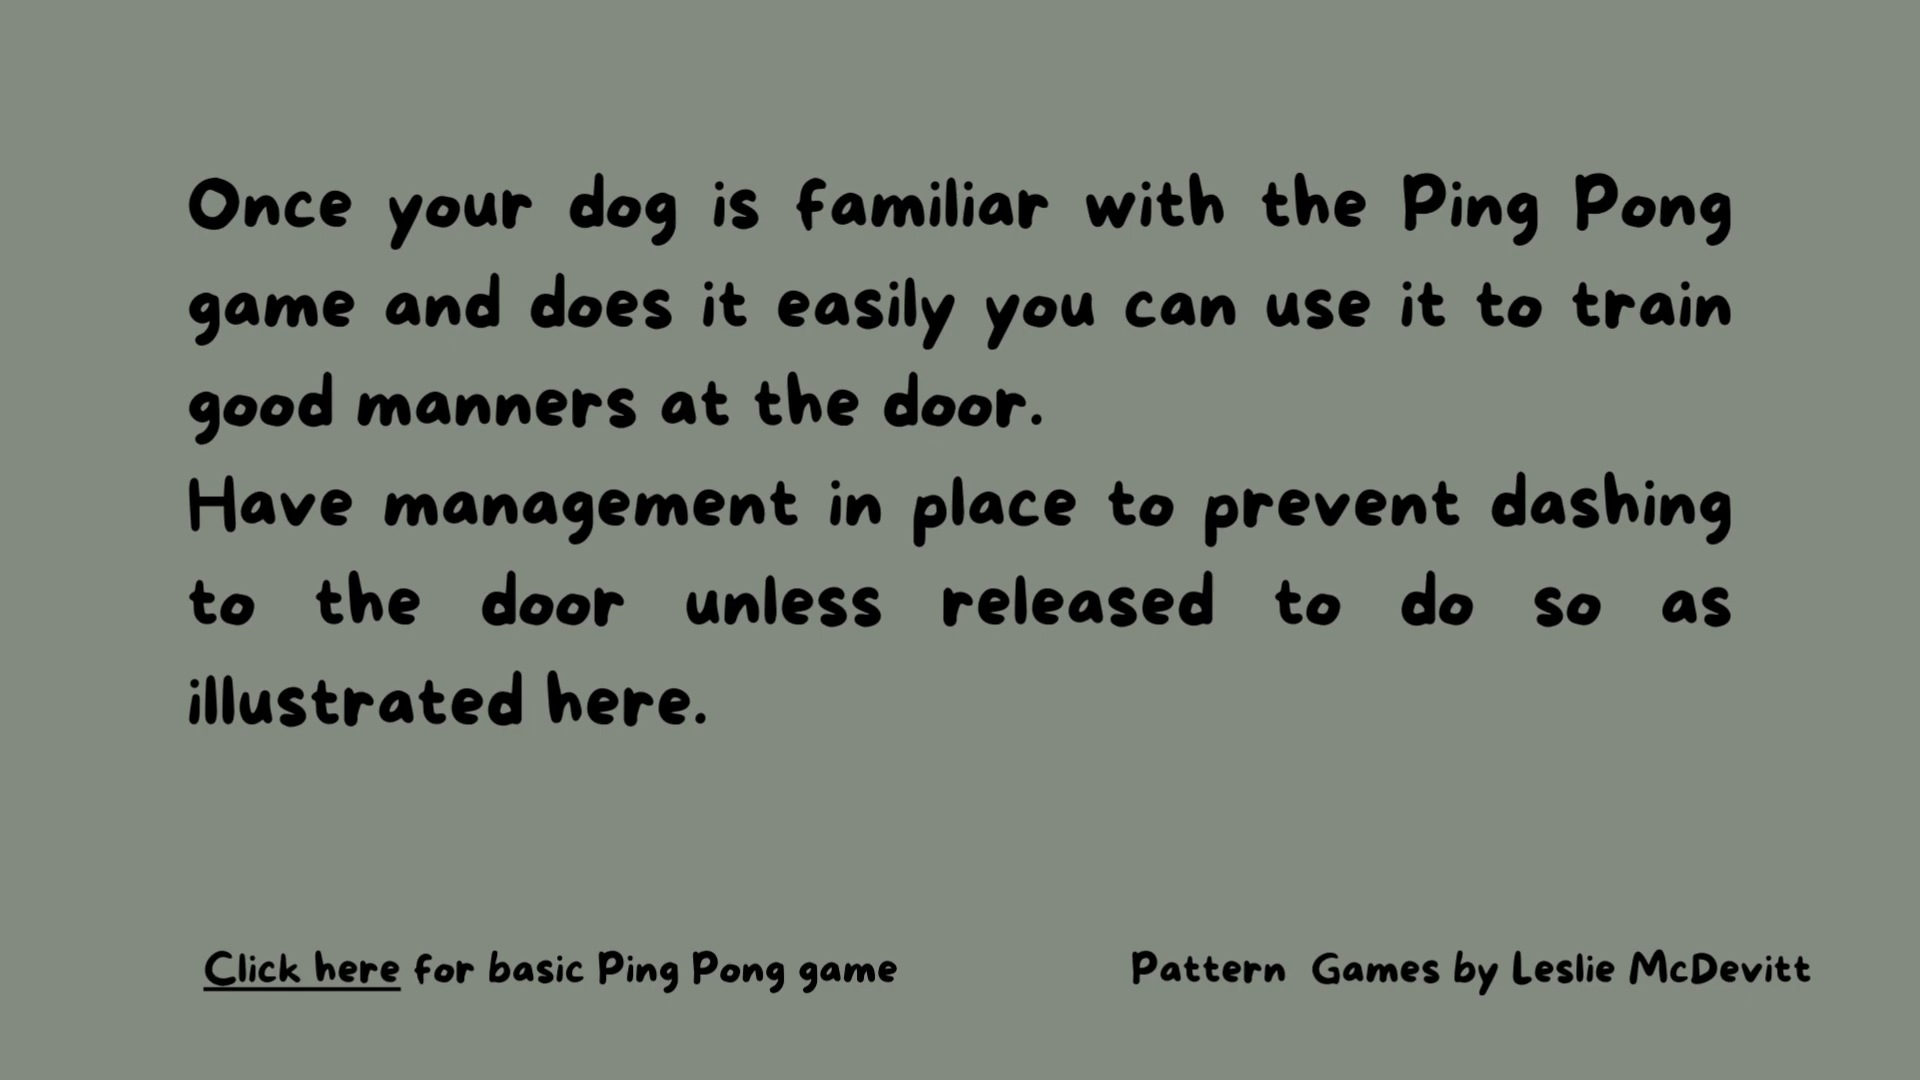 Once your dog is familiar with the Ping Pong
game and does it easily you can use it to train
good manners at the door.
Have management in place to prevent dashing
to the door unless released to do so as
illustrated here.
Click here for basic Ping Pong game
Pattern Games by Leslie McDevitt